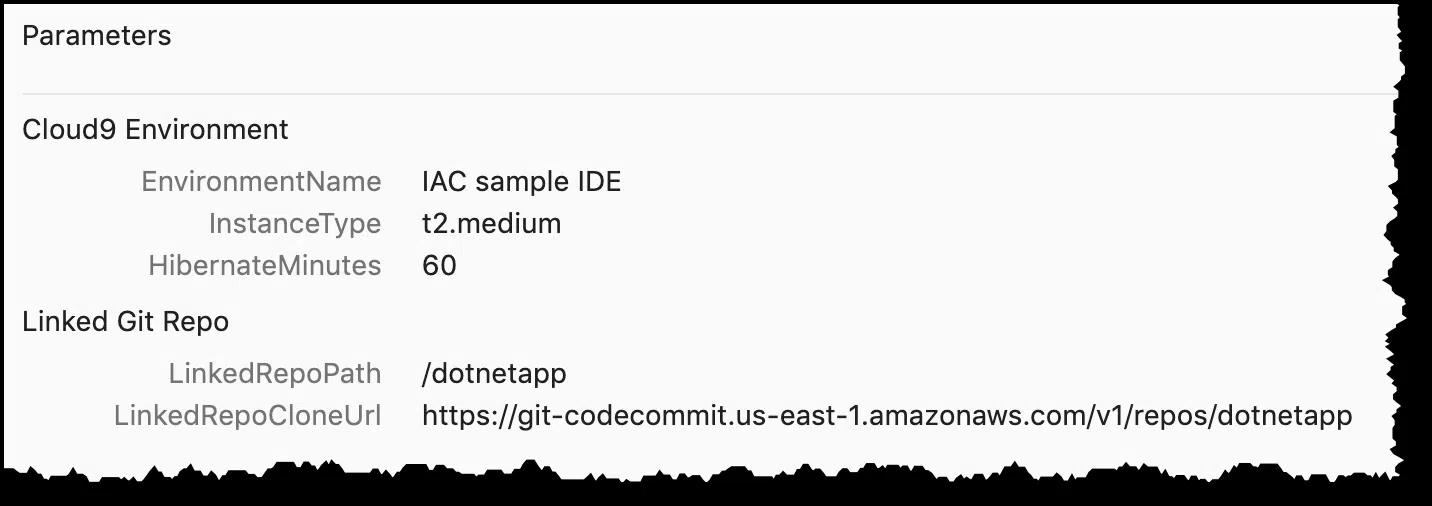 Parameters
Cloud9 Environment
EnvironmentName IAC sample IDE
InstanceType t2.medium
HibernateMinutes 60
Linked Git Repo
LinkedRepoPath /dotnetapp
LinkedRepoCloneUrl https://git-codecommit.us-east-1.amazonaws.com/v1/repos/dotnetapp